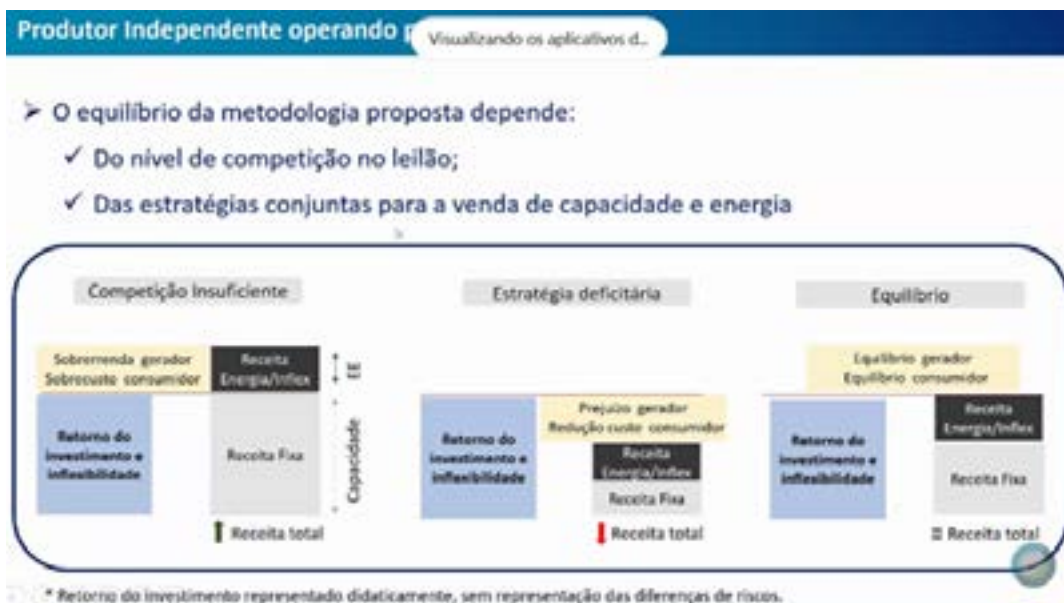 Produtor Independente operando
Visualizando os aplicativos d...
➢ O equilíbrio da metodologia proposta depende:
✓ Do nível de competição no leilão;
✓ Das estratégias conjuntas para a venda de capacidade e energia
Competição Insuficiente
Sobrerrenda gerador
Sobrecusto consumidor
Receita
Energia/Inflex
EE
Retorno do
investimento e
inflexibilidade
Receita Fixa
Capacidade
Receita total
Estratégia deficitária
Prejuízo gerador
Redução custo consumidor
Retorno do
investimento e
inflexibilidade
Receita
Energia/Inflex
Receita Fixa
Receita total
Equilíbrio
Equilíbrio gerador
Equilíbrio consumidor
Retorno do
investimento e
inflexibilidade
Receita
Energia/Inflex
Receita Fixa
= Receita total
* Retorno do investimento representado didaticamente, sem representação das diferenças de riscos.